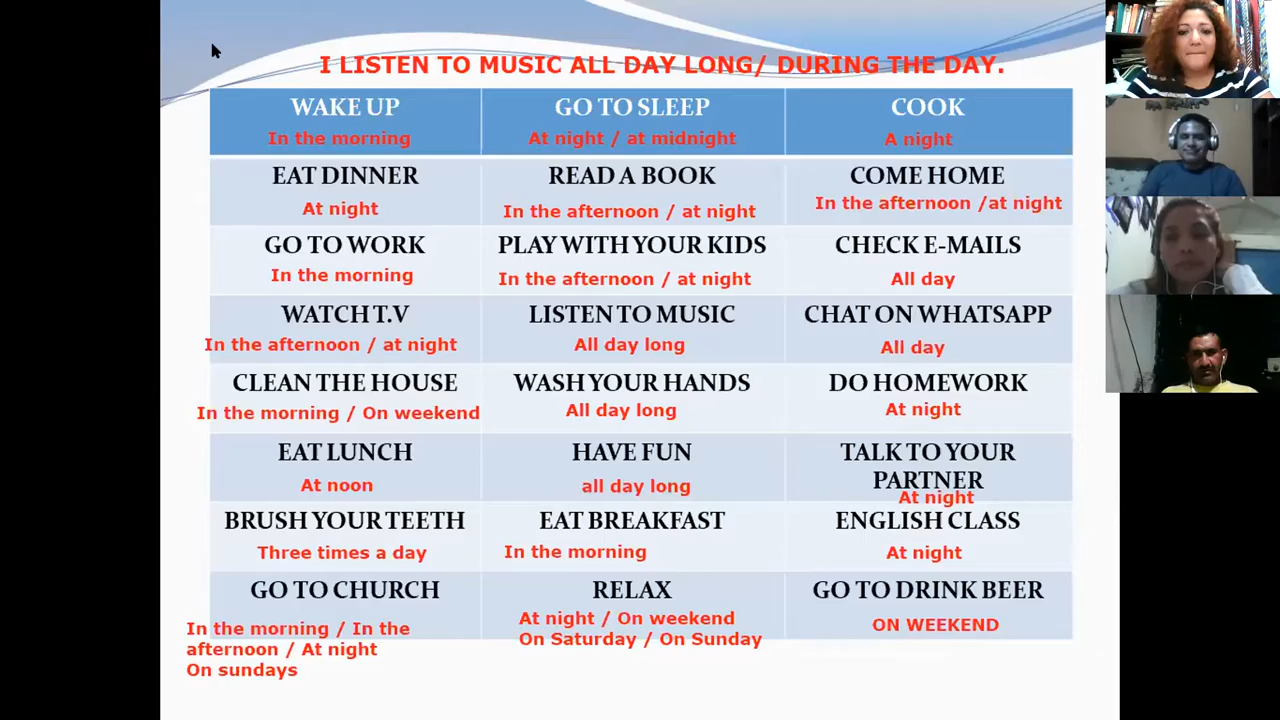 I LISTEN TO MUSIC ALL DAY LONG/ DURING THE DAY.
WAKE UP
In the morning
GO TO SLEEP
At night / at midnight
COOK
A night
EAT DINNER
At night
READ A BOOK
In the afternoon / at night
COME HOME
In the afternoon /at night
GO TO WORK
In the morning
PLAY WITH YOUR KIDS
In the afternoon / at night
CHECK E-MAILS
All day
WATCH T.V
In the afternoon / at night
LISTEN TO MUSIC
All day long
CHAT ON WHATSAPP
All day
CLEAN THE HOUSE
In the morning / On weekend
WASH YOUR HANDS
All day long
DO HOMEWORK
At night
EAT LUNCH
At noon
HAVE FUN
all day long
TALK TO YOUR
PARTNER
At night
BRUSH YOUR TEETH
Three times a day
EAT BREAKFAST
In the morning
ENGLISH CLASS
At night
GO TO CHURCH
In the morning / In the
afternoon / At night
On sundays
RELAX
At night / On weekend
On Saturday / On Sunday
GO TO DRINK BEER
ON WEEKEND